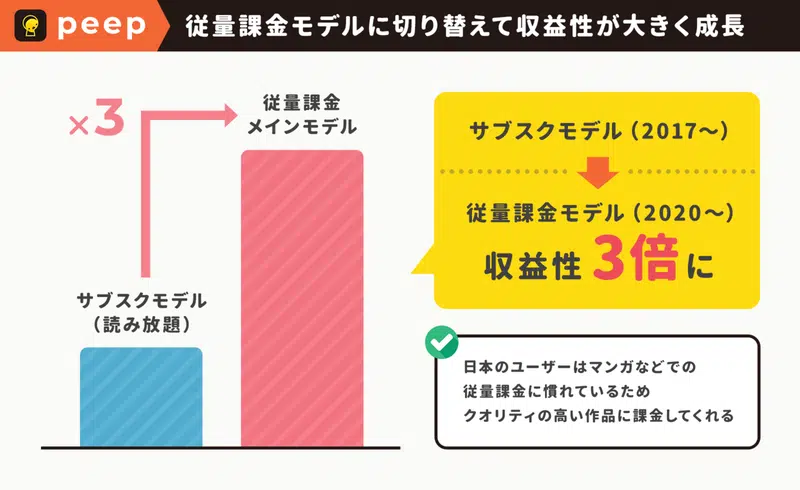 peep
従量課金モデルに切り替えて収益性が大きく成長
×3
従量課金
メインモデル
サブスクモデル
（読み放題）
サブスクモデル（2017〜）
従量課金モデル（2020〜）
収益性 3倍に
日本のユーザーはマンガなどでの
従量課金に慣れているため
クオリティの高い作品に課金してくれる